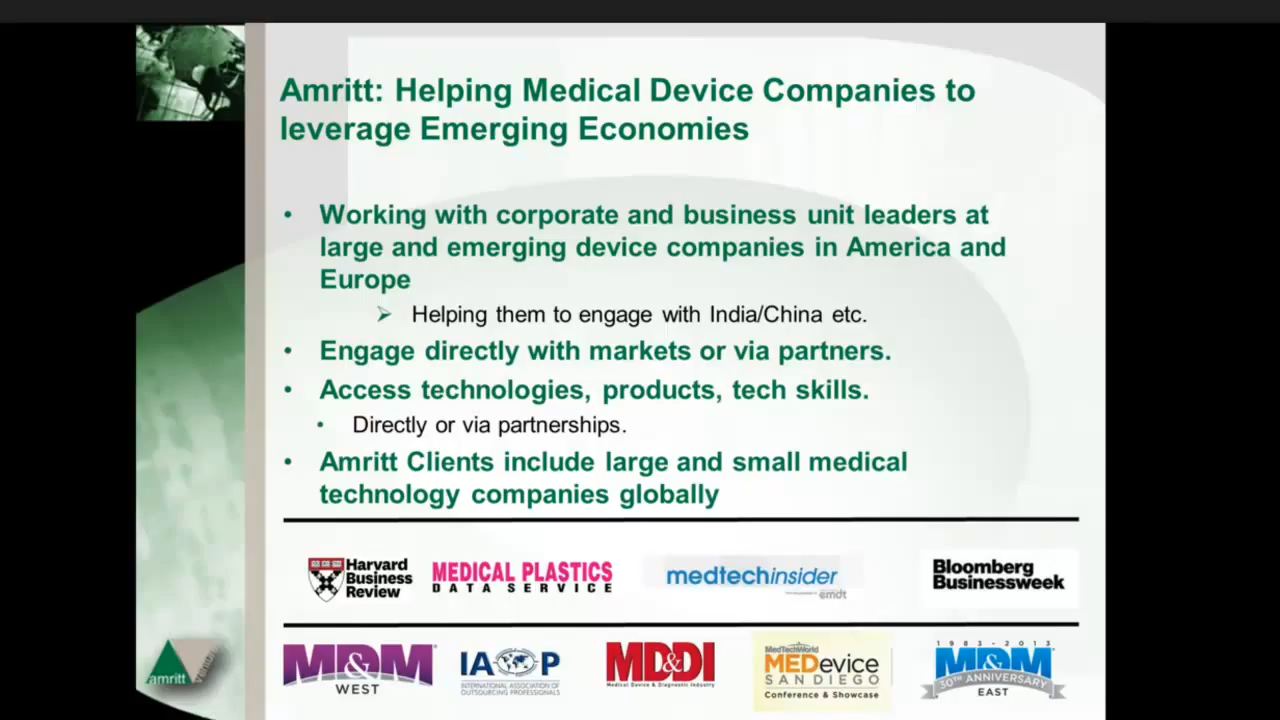 Amritt: Helping Medical Device Companies to
leverage Emerging Economies
• Working with corporate and business unit leaders at
large and emerging device companies in America and
Europe
➢ Helping them to engage with India/China etc.
• Engage directly with markets or via partners.
• Access technologies, products, tech skills.
• Directly or via partnerships.
• Amritt Clients include large and small medical
technology companies globally
Harvard
Business
Review
MEDICAL PLASTICS
DATA SERVICE
medtechinsider
emdt
Bloomberg
Businessweek
amritt
MD&M
WEST
IAOP
INTERNATIONAL ASSOCIATION OF
OUTSOURCING PROFESSIONALS
MD&DI
Medical Device & Diagnostic Industry
MedTechWorld
MEDevice
SAN DIEGO
Conference & Showcase
1983-2013
MD&M
30TH ANNIVERSARY
EAST